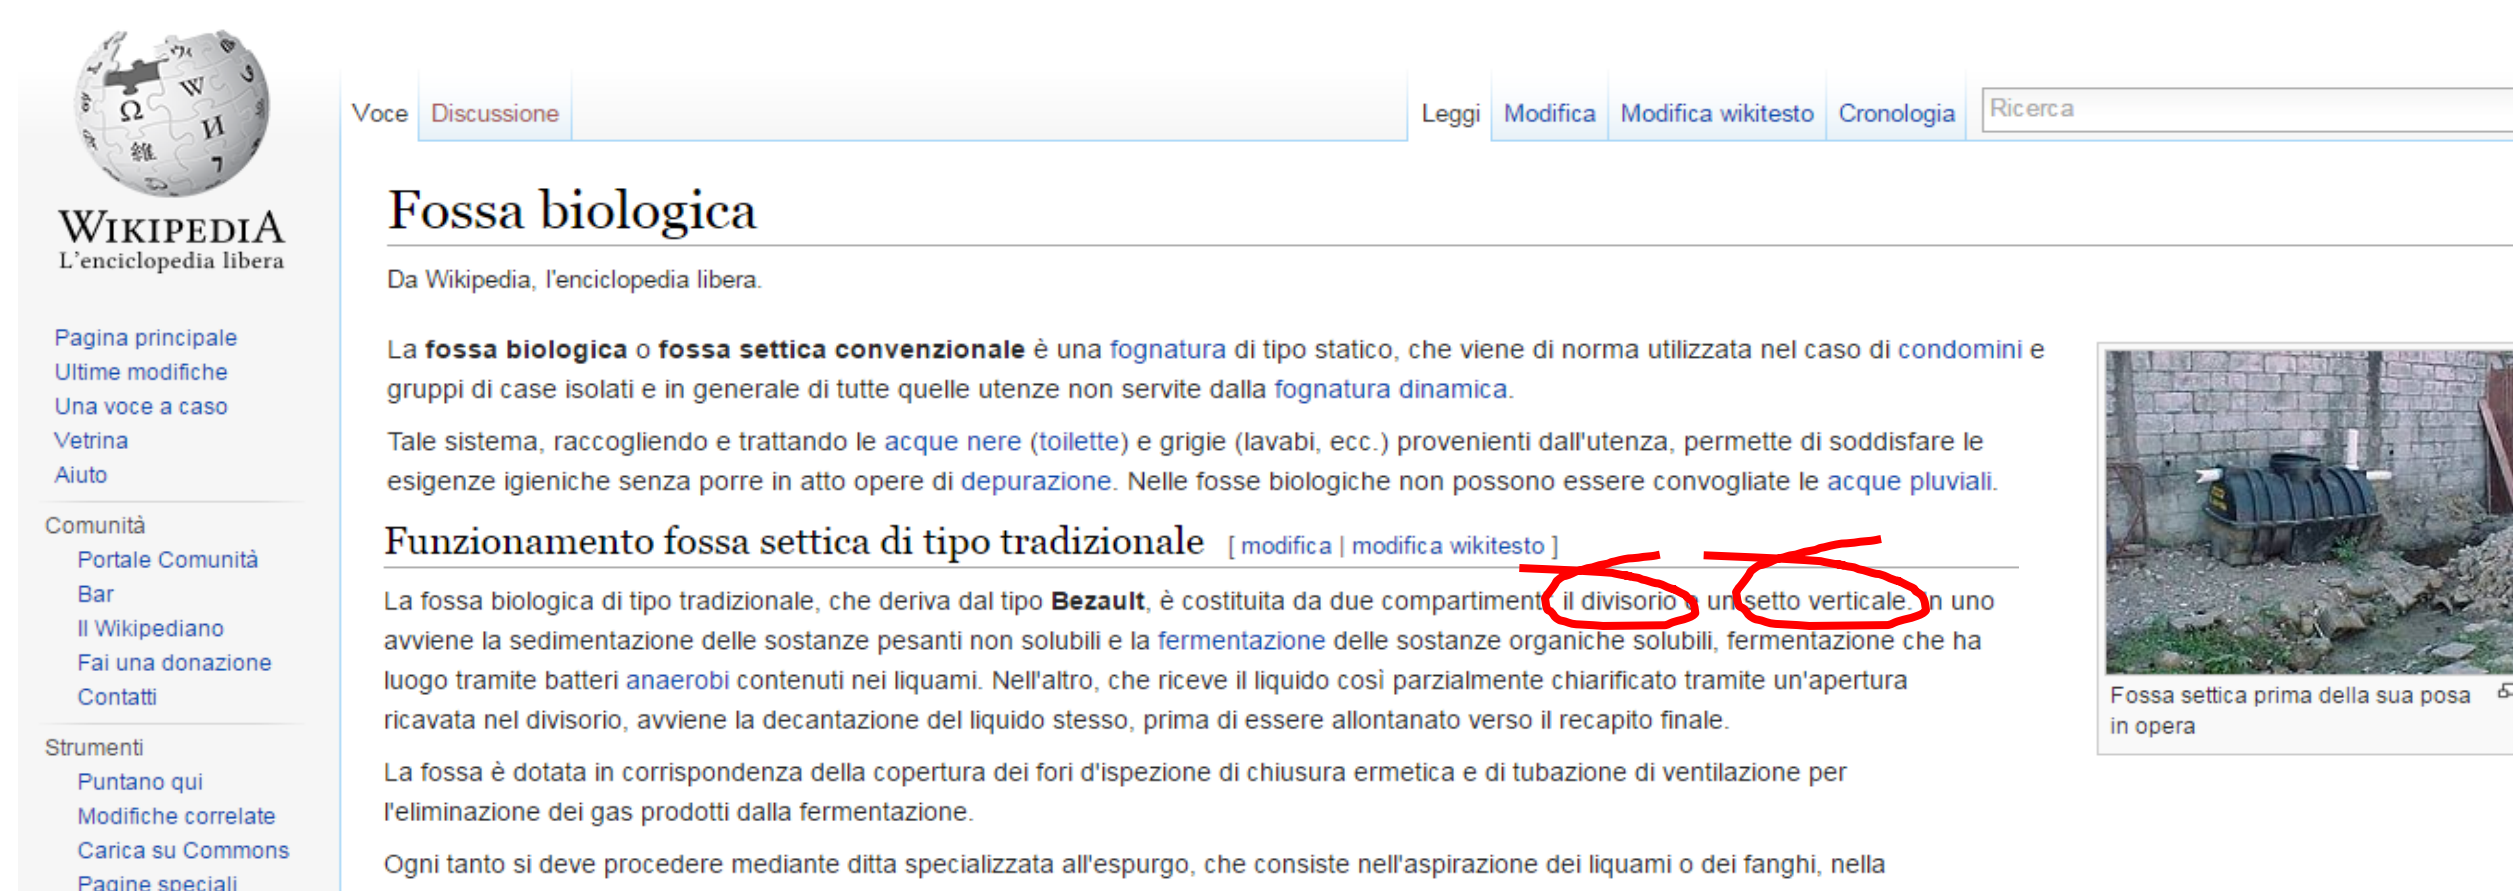 WIKIPEDIA
L'enciclopedia libera
Pagina principale
Ultime modifiche
Una voce a caso
Vetrina
Aiuto
Comunità
Portale Comunità
Bar
Il Wikipediano
Fai una donazione
Contatti
Strumenti
Puntano qui
Modifiche correlate
Carica su Commons
Pagine speciali
Voce Discussione Leggi Modifica Modifica wikitesto Cronologia Ricerca
Fossa biologica
Da Wikipedia, l'enciclopedia libera.
La fossa biologica o fossa settica convenzionale è una fognatura di tipo statico, che viene di norma utilizzata nel caso di condomini e
gruppi di case isolati e in generale di tutte quelle utenze non servite dalla fognatura dinamica.
Tale sistema, raccogliendo e trattando le acque nere (toilette) e grigie (lavabi, ecc.) provenienti dall'utenza, permette di soddisfare le
esigenze igieniche senza porre in atto opere di depurazione. Nelle fosse biologiche non possono essere convogliate le acque pluviali.
Funzionamento fossa settica di tipo tradizionale [ modifica | modifica wikitesto ]
La fossa biologica di tipo tradizionale, che deriva dal tipo Bezault, è costituita da due compartimenti il divisorio è un setto verticale. In uno
avviene la sedimentazione delle sostanze pesanti non solubili e la fermentazione delle sostanze organiche solubili, fermentazione che ha
luogo tramite batteri anaerobi contenuti nei liquami. Nell'altro, che riceve il liquido così parzialmente chiarificato tramite un'apertura
ricavata nel divisorio, avviene la decantazione del liquido stesso, prima di essere allontanato verso il recapito finale.
La fossa è dotata in corrispondenza della copertura dei fori d'ispezione di chiusura ermetica e di tubazione di ventilazione per
l'eliminazione dei gas prodotti dalla fermentazione.
Ogni tanto si deve procedere mediante ditta specializzata all'espurgo, che consiste nell'aspirazione dei liquami o dei fanghi, nella
Fossa settica prima della sua posa
in opera